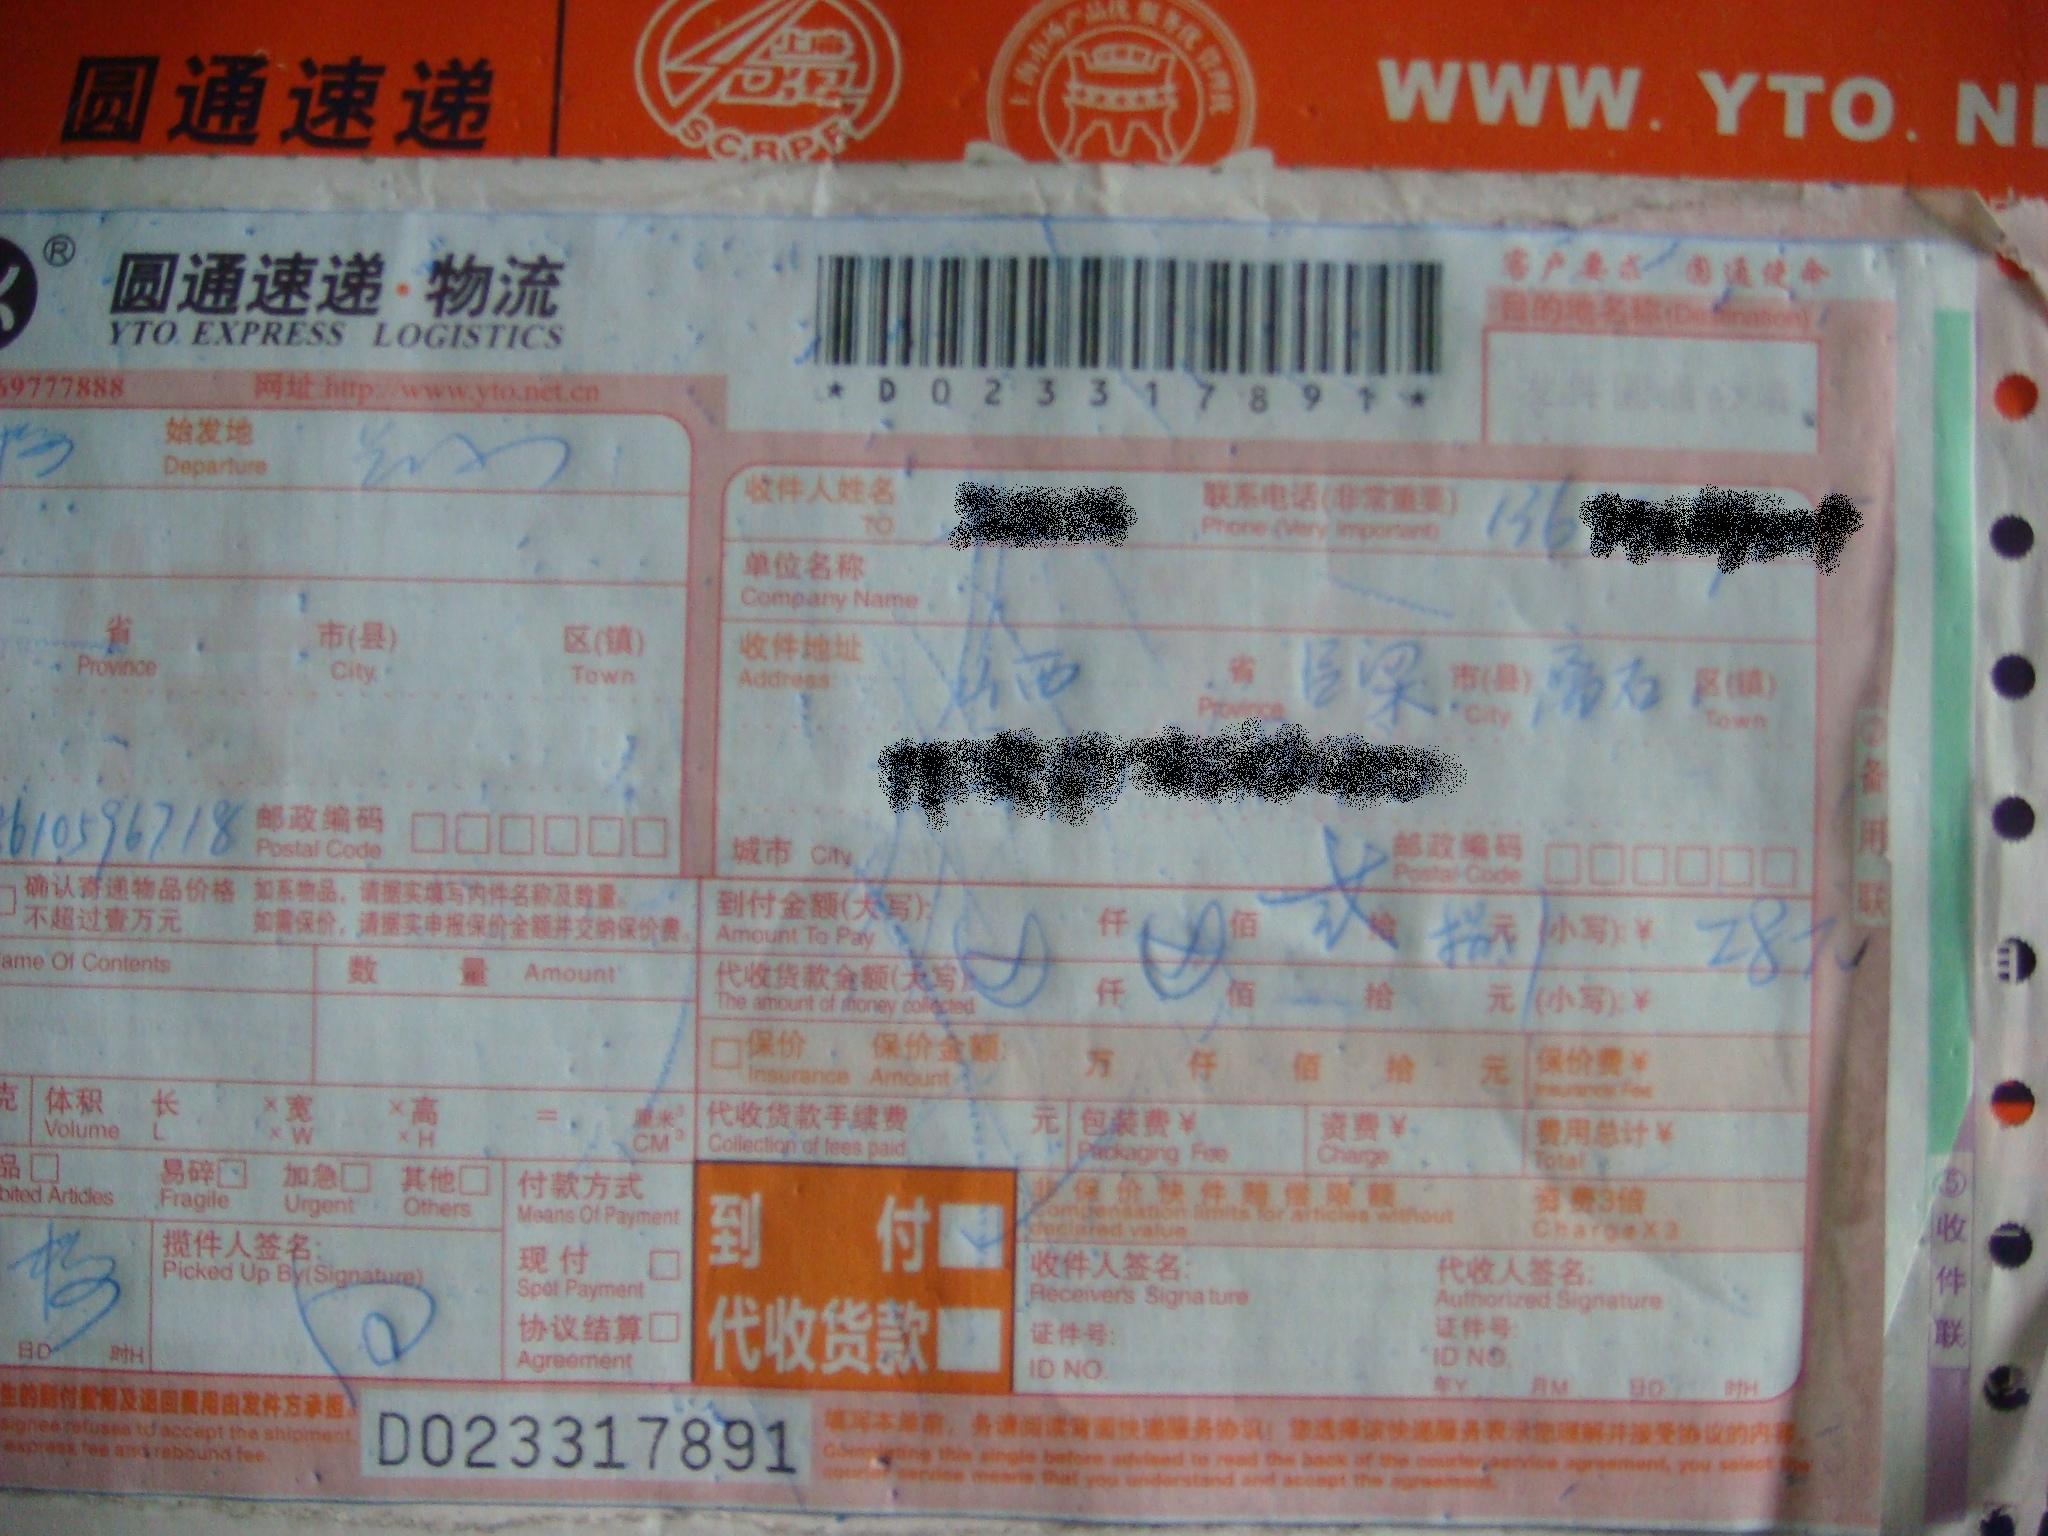 圆通速递 WWW.YTO.NE
SCRPF
® 圆通速递·物流
YTO EXPRESS LOGISTICS
客户要求 圆通使命
目的地名称(Destination)
*D023317891*
69777888 网址:http://www.yto.net.cn
始发地
Departure
收件人姓名 联系电话(非常重要) 136
TO Phone (Very Important)
单位名称
Company Name
省 市(县) 区(镇)
Province City Town
收件地址 山西 省 吕梁 市(县) 离石 区(镇)
Address Province City Town
610596718 邮政编码
Postal Code
城市 City 邮政编码
Postal Code
确认寄递物品价格 如系物品,请据实填写内件名称及数量。
不超过壹万元 如需保价,请据实申报保价金额并交纳保价费。
到付金额(大写): 仟 佰 贰 拾 捌 元 (小写):¥ 28元
Amount To Pay
ame Of Contents 数量 Amount
代收货款金额(大写): 仟 佰 拾 元 (小写):¥
The amount of money collected
保价 保价金额: 万 仟 佰 拾 元 保价费¥
Insurance Amount Insurance Fee
克 体积 长 ×宽 ×高 = 厘米³
Volume L ×W ×H CM³
代收货款手续费 元 包装费¥ 资费¥ 费用总计¥
Collection of fees paid Packaging Fee Charge Total
品 易碎 加急 其他 付款方式
bited Articles Fragile Urgent Others Means Of Payment
到付
非保价快件赔偿限额 资费3倍
Compensation limits for articles without declared value Charge X 3
揽件人签名:
Picked Up By(Signature)
现付
Spot Payment
协议结算
Agreement
代收货款
收件人签名: 代收人签名:
Receiver's Signature Authorized Signature
证件号: 证件号:
ID NO. ID NO.
日D 时H
年Y 月M 日D 时H
生的到付费用及退回费用由发件方承担。
signee refuses to accept the shipment,
express fee and rebound fee.
D023317891
填写本单前,务请阅读背面快递服务协议!您选择该快递服务表示您理解并接受协议的内容。
Completing this single before advised to read the back of the courier service agreement, you select the
courier service means that you understand and accept the agreement.
备用联
⑤收件联